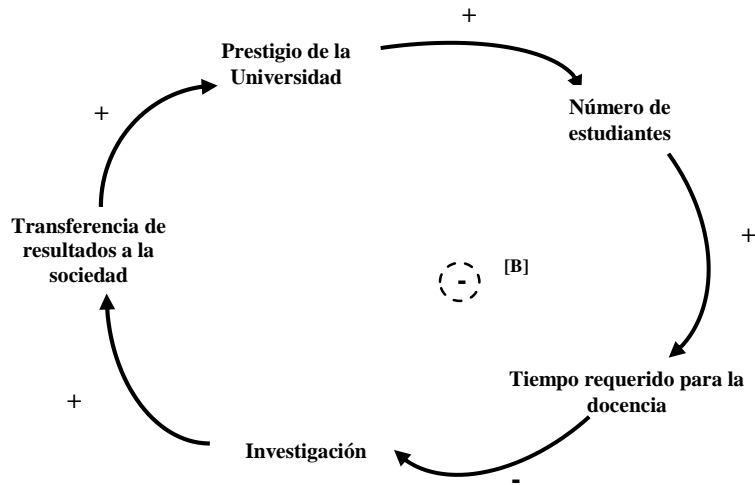 +
Prestigio de la
Universidad
Número de
estudiantes
+
Transferencia de
resultados a la
sociedad
+
[B]
-
Tiempo requerido para la
docencia
+
Investigación
-